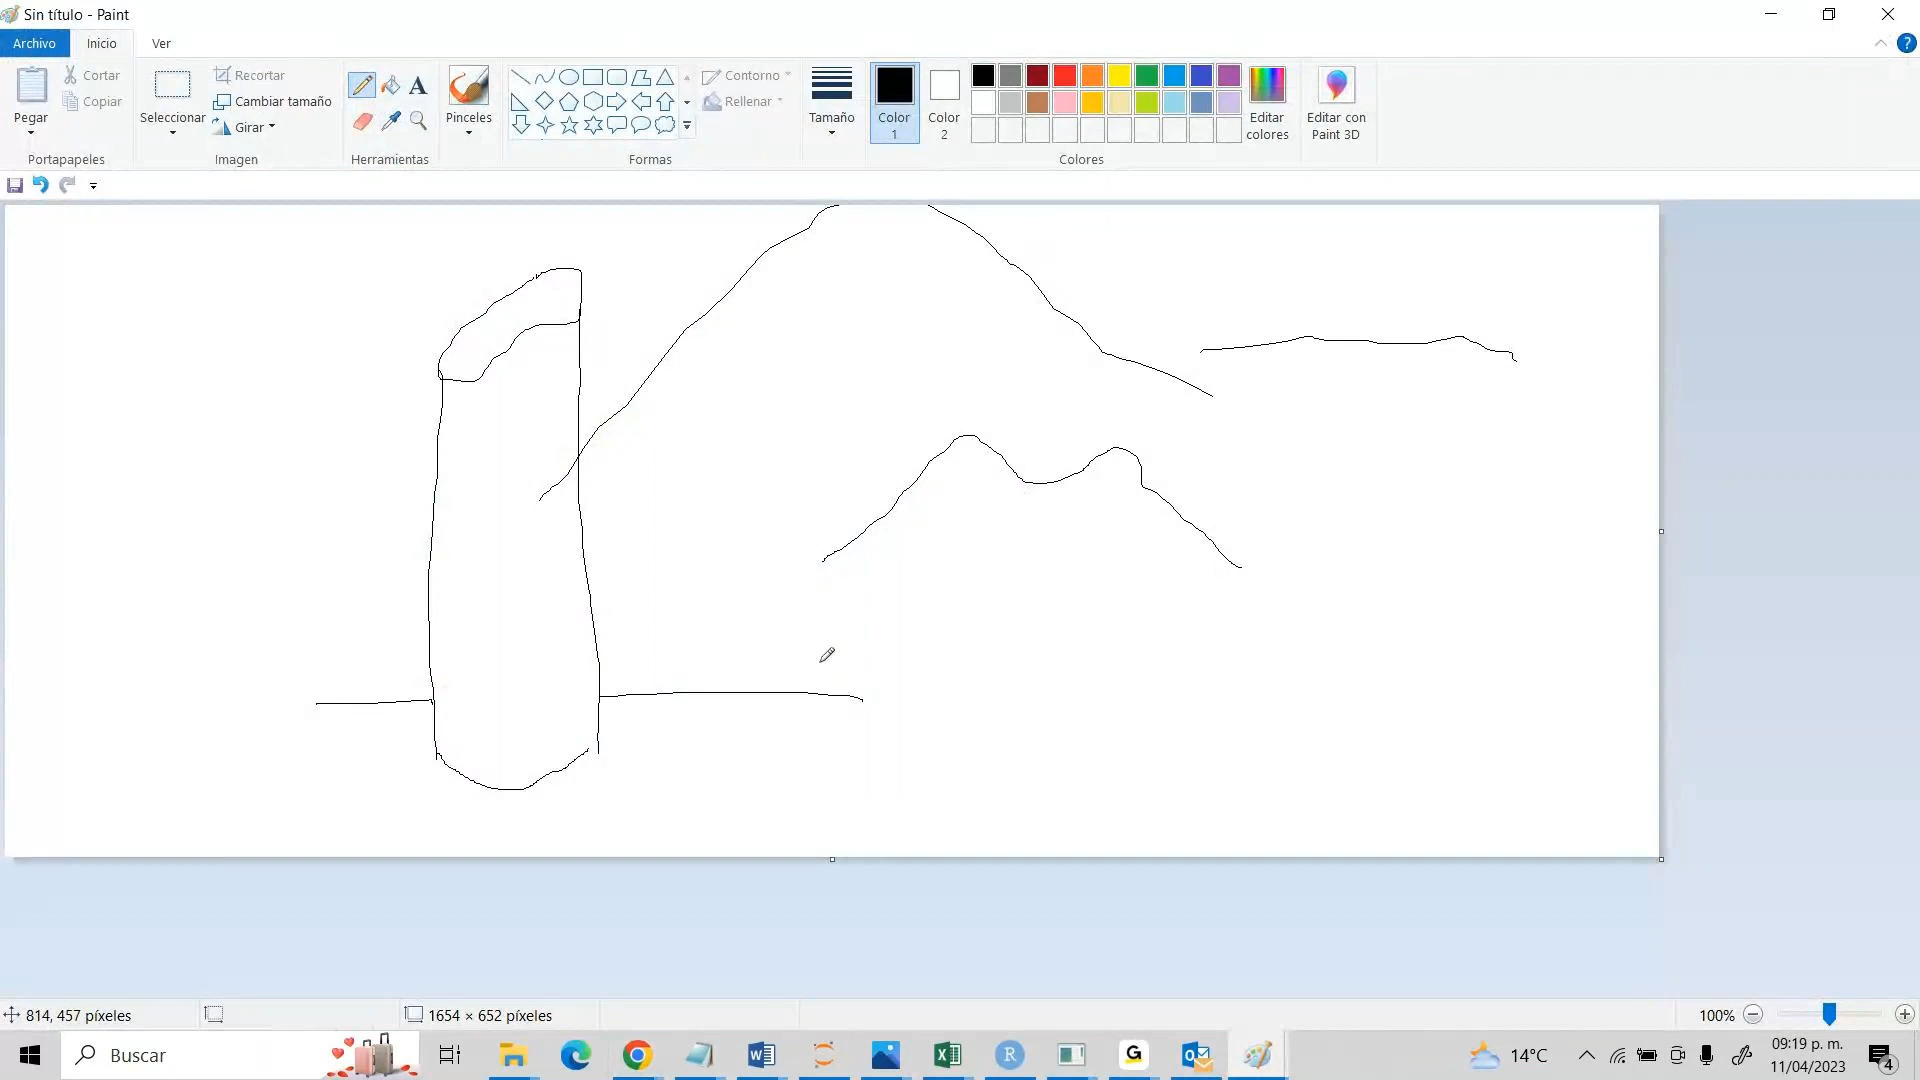 Sin título - Paint
Archivo Inicio Ver
Pegar
Cortar
Copiar
Portapapeles
Seleccionar
Recortar
Cambiar tamaño
Girar
Imagen
A
Herramientas
Pinceles
Contorno
Rellenar
Formas
Tamaño
Color
1
Color
2
Editar
colores
Colores
Editar con
Paint 3D
?
814, 457 píxeles
1654 × 652 píxeles
100%
Buscar
W
X
R
G
14°C
09:19 p. m.
11/04/2023
4